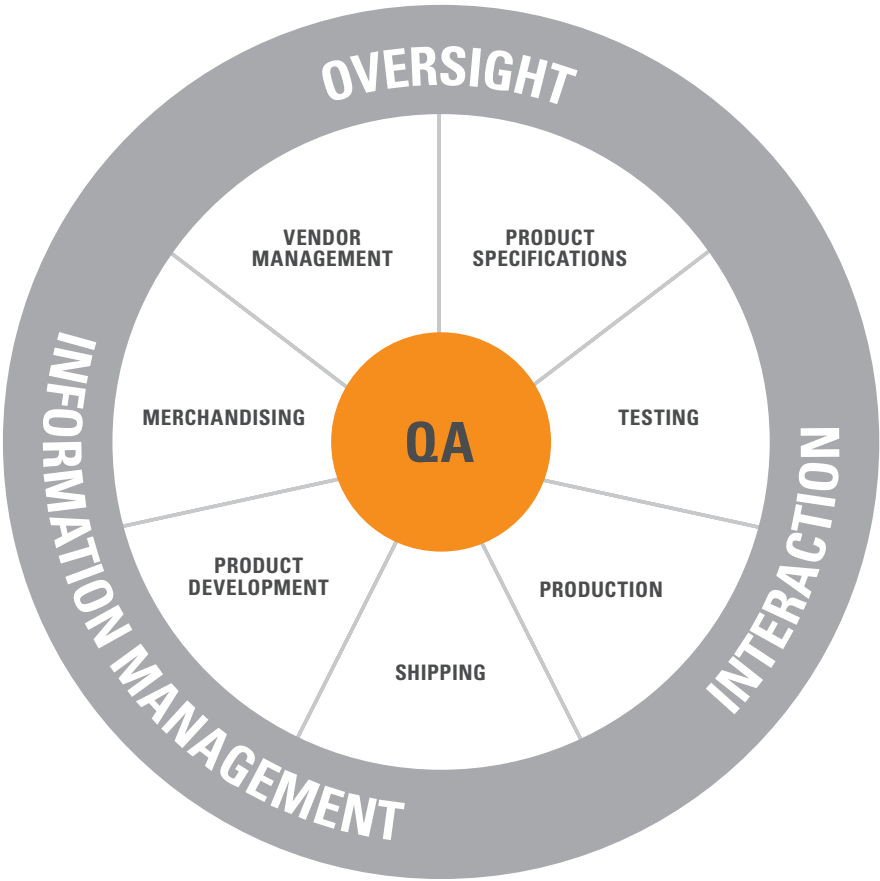 OVERSIGHT
VENDOR
MANAGEMENT
PRODUCT
SPECIFICATIONS
MERCHANDISING
QA
TESTING
PRODUCT
DEVELOPMENT
PRODUCTION
SHIPPING
INFORMATION MANAGEMENT
INTERACTION